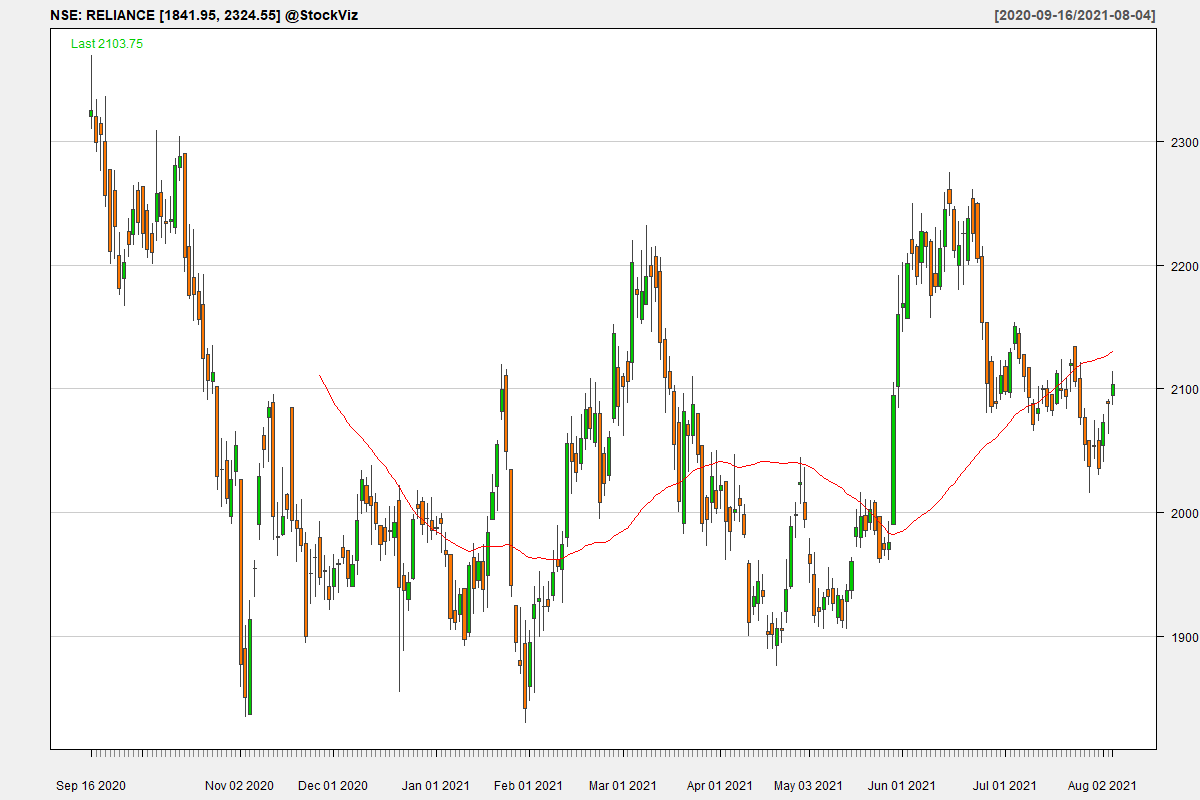 NSE: RELIANCE [1841.95, 2324.55] @StockViz
[2020-09-16/2021-08-04]
Last 2103.75
2300
2200
2100
2000
1900
Sep 16 2020
Nov 02 2020
Dec 01 2020
Jan 01 2021
Feb 01 2021
Mar 01 2021
Apr 01 2021
May 03 2021
Jun 01 2021
Jul 01 2021
Aug 02 2021